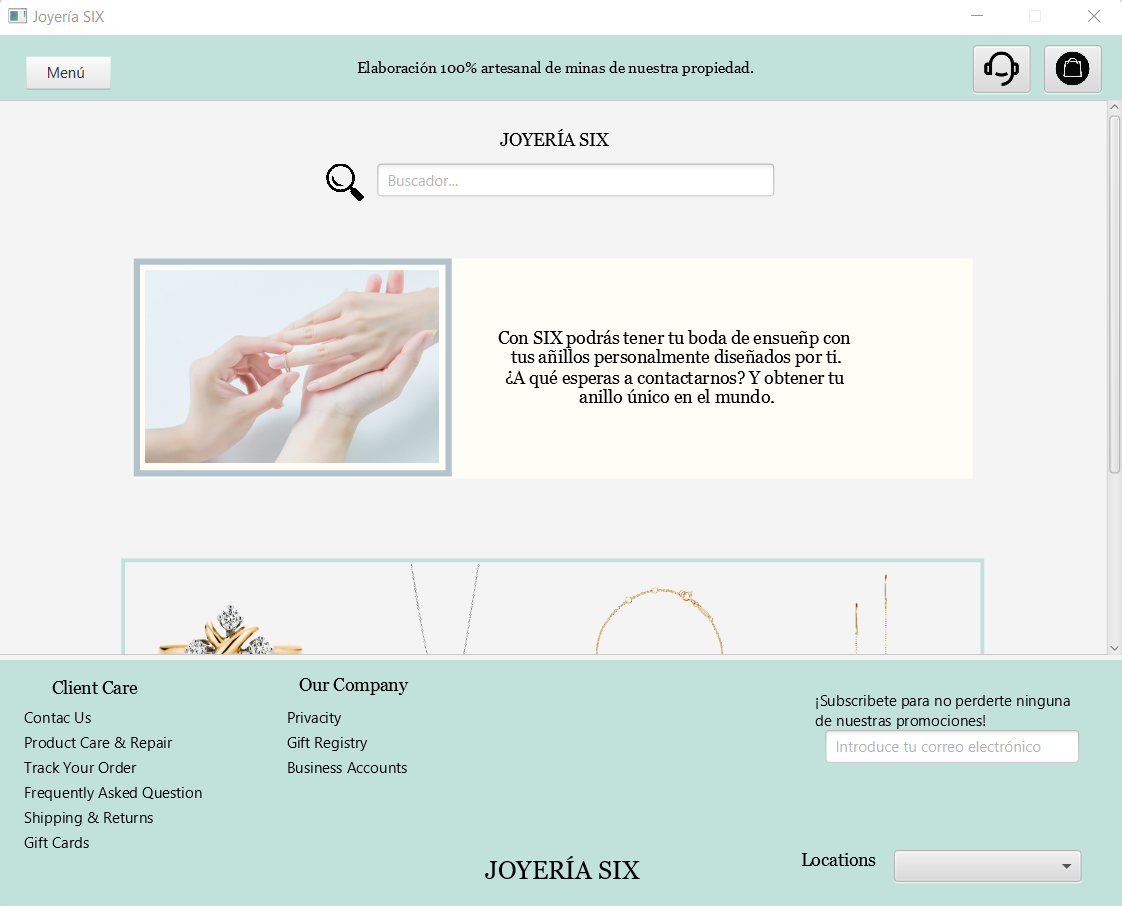 Joyería SIX
Menú
Elaboración 100% artesanal de minas de nuestra propiedad.
JOYERÍA SIX
Buscador...
Con SIX podrás tener tu boda de ensueñp con
tus añillos personalmente diseñados por ti.
¿A qué esperas a contactarnos? Y obtener tu
anillo único en el mundo.
Client Care
Contac Us
Product Care & Repair
Track Your Order
Frequently Asked Question
Shipping & Returns
Gift Cards
Our Company
Privacity
Gift Registry
Business Accounts
¡Subscribete para no perderte ninguna
de nuestras promociones!
Introduce tu correo electrónico
JOYERÍA SIX
Locations